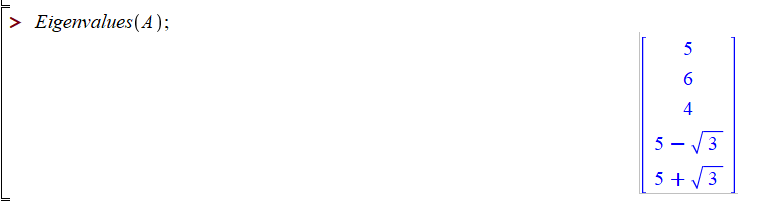 > Eigenvalues(A);
5
6
4
5 − √3
5 + √3